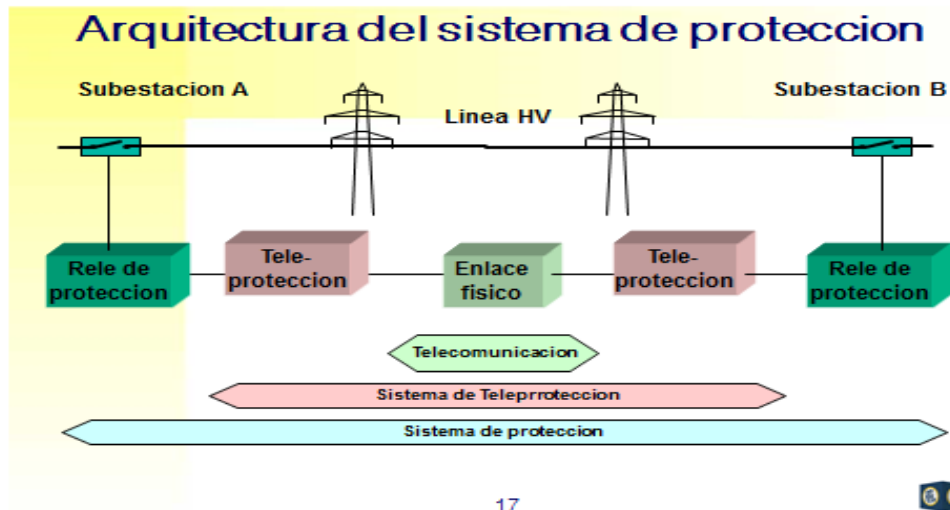 Arquitectura del sistema de proteccion
Subestacion A
Linea HV
Subestacion B
Rele de
proteccion
Tele-
proteccion
Enlace
fisico
Tele-
proteccion
Rele de
proteccion
Telecomunicacion
Sistema de Teleprroteccion
Sistema de proteccion
17